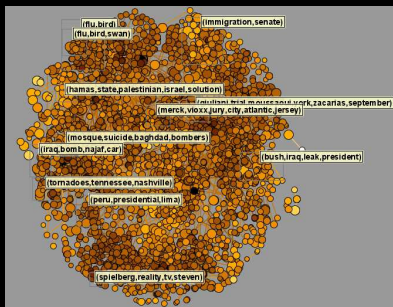 (flu,bird)
(immigration,senate)
(flu,bird,swan)
(hamas,state,palestinian,israel,solution)
(giuliani,trial,moussaoui,york,zacarias,september)
(merck,vioxx,jury,city,atlantic,jersey)
(mosque,suicide,baghdad,bombers)
(iraq,bomb,najaf,car)
(bush,iraq,leak,president)
(tornadoes,tennessee,nashville)
(peru,presidential,lima)
(spielberg,reality,tv,steven)